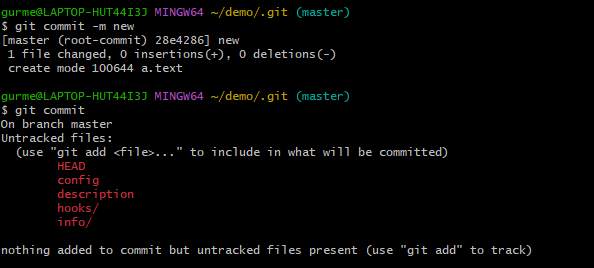 gurme@LAPTOP-HUT44I3J MINGW64 ~/demo/.git (master)
$ git commit -m new
[master (root-commit) 28e4286] new
 1 file changed, 0 insertions(+), 0 deletions(-)
 create mode 100644 a.text

gurme@LAPTOP-HUT44I3J MINGW64 ~/demo/.git (master)
$ git commit
On branch master
Untracked files:
  (use "git add <file>..." to include in what will be committed)
        HEAD
        config
        description
        hooks/
        info/

nothing added to commit but untracked files present (use "git add" to track)